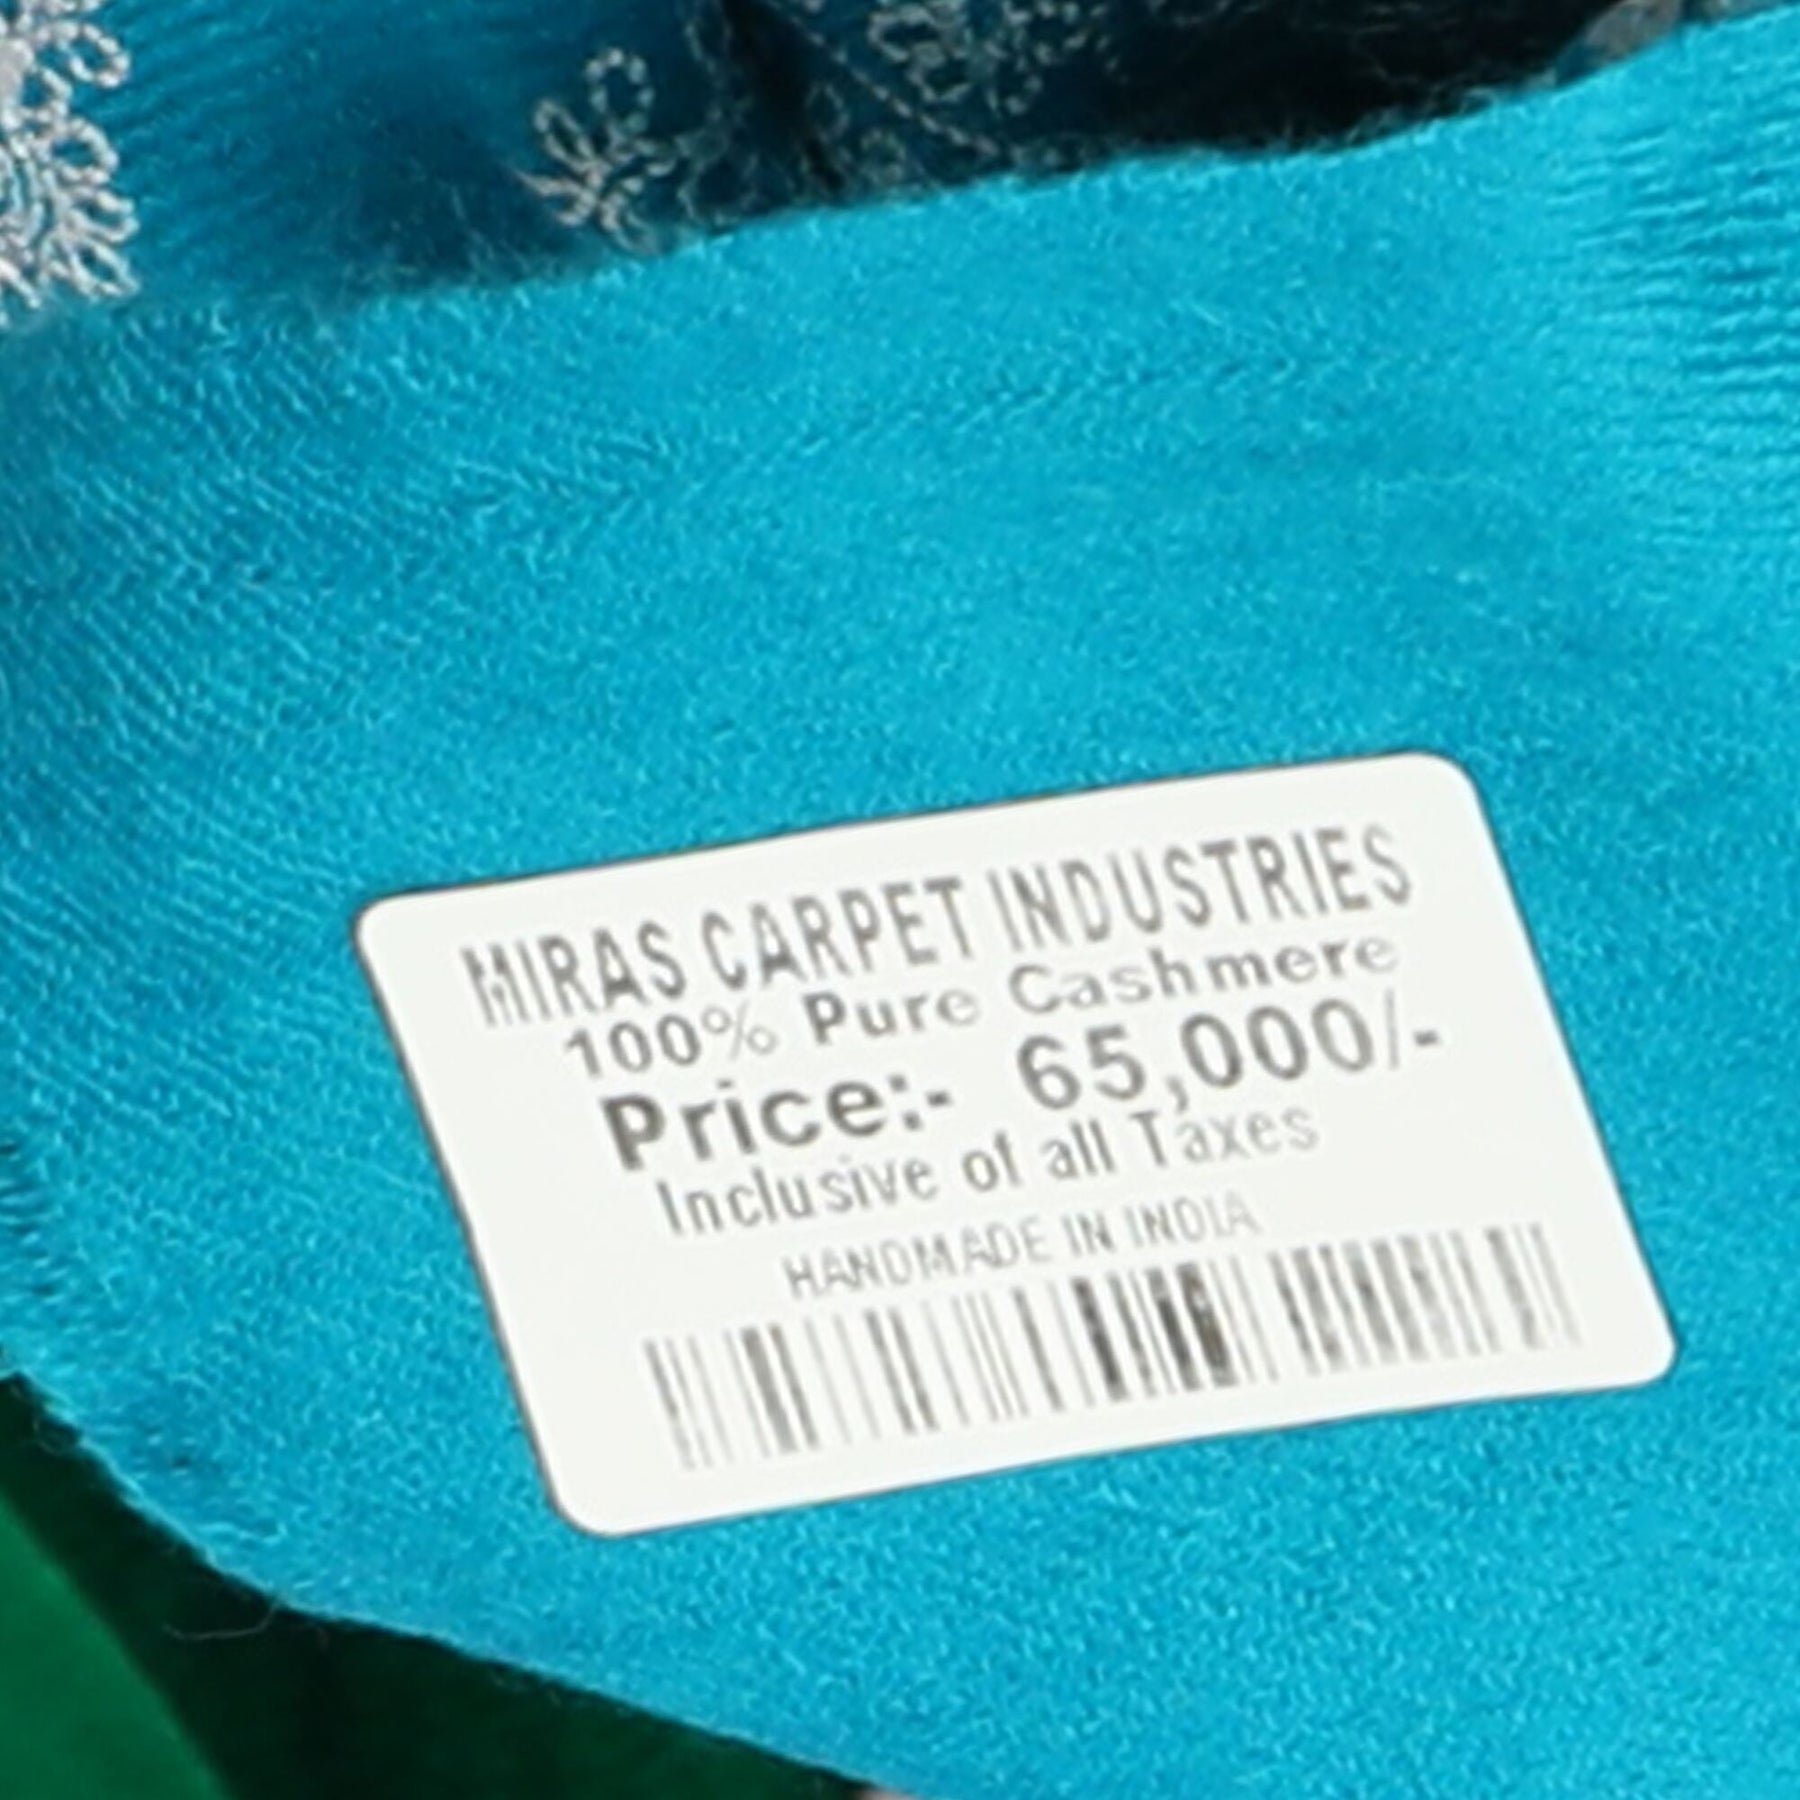 MIRAS CARPET INDUSTRIES
100% Pure Cashmere
Price:- 65,000/-
Inclusive of all Taxes
HANDMADE IN INDIA